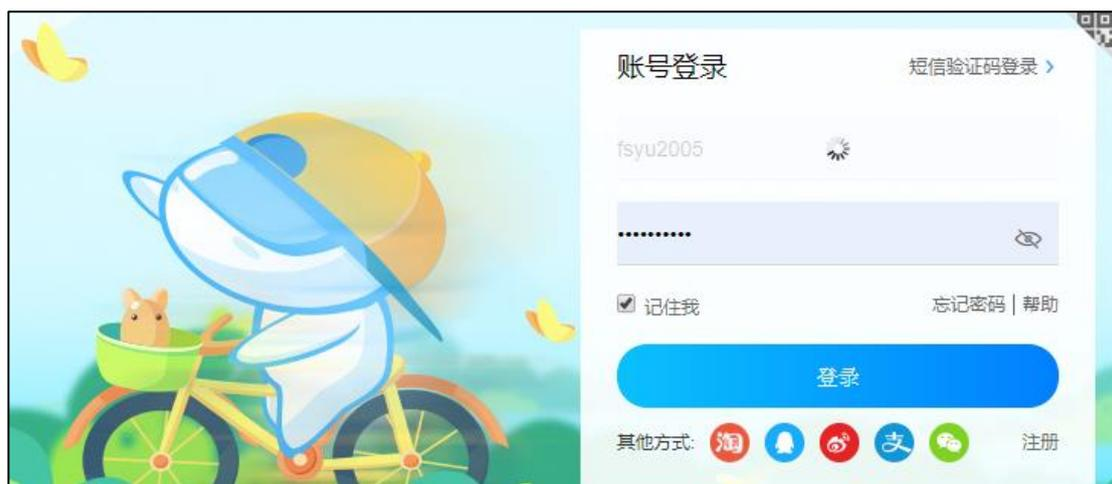 账号登录
短信验证码登录 >
fsyu2005
••••••••••
记住我
忘记密码 | 帮助
登录
其他方式: 淘 支 注册